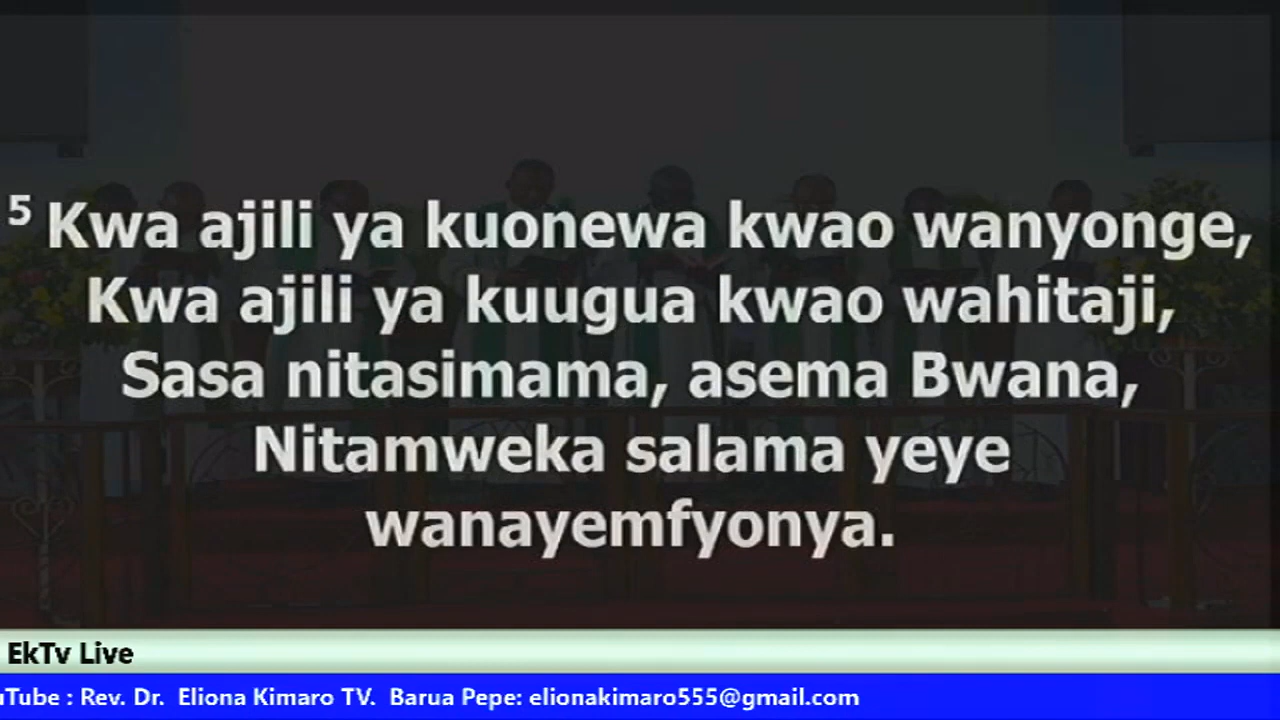 5 Kwa ajili ya kuonewa kwao wanyonge,
Kwa ajili ya kuugua kwao wahitaji,
Sasa nitasimama, asema Bwana,
Nitamweka salama yeye
wanayemfyonya.
EkTv Live
uTube : Rev. Dr. Eliona Kimaro TV. Barua Pepe: elionakimaro555@gmail.com